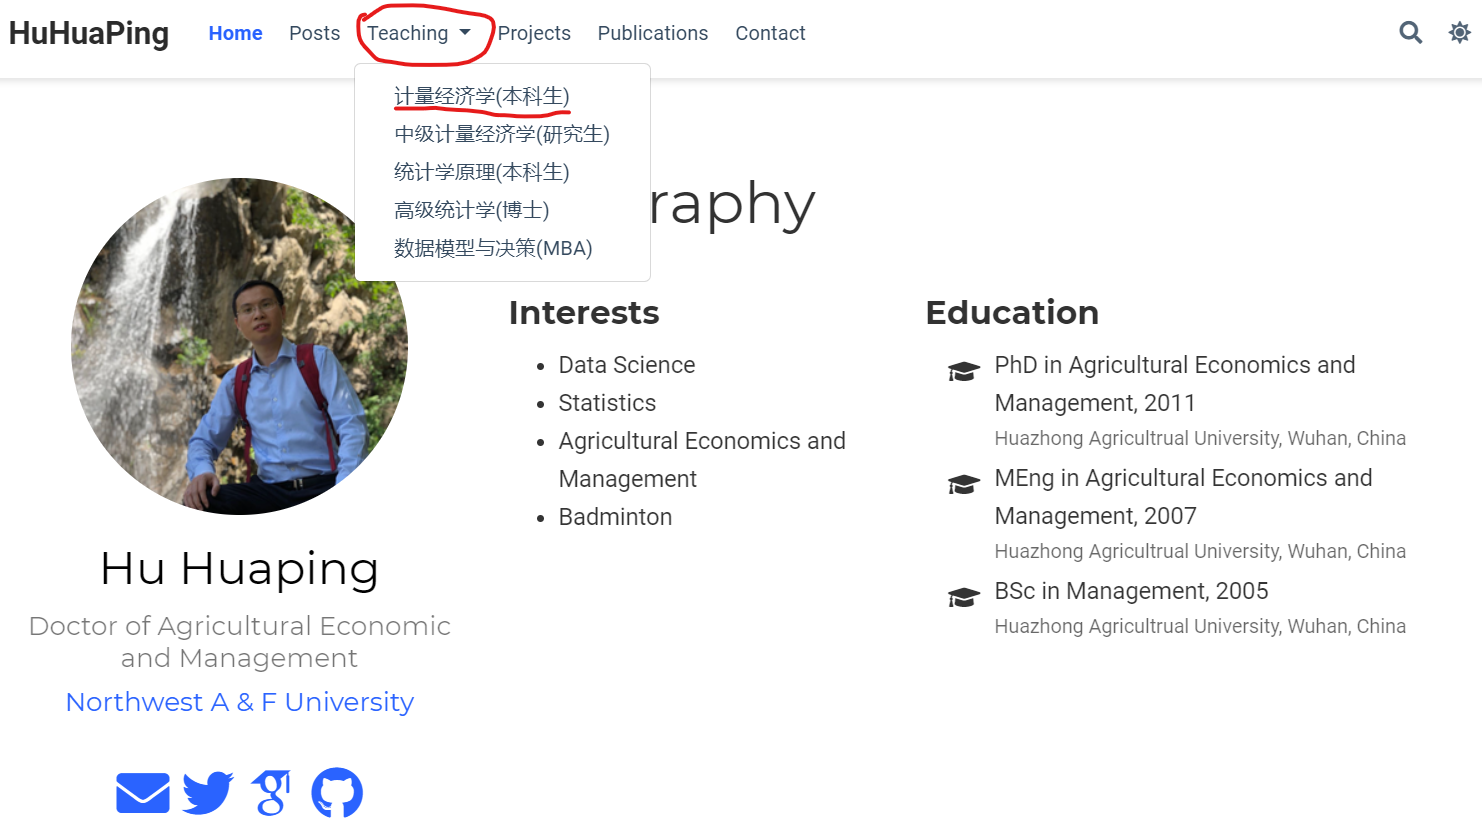 HuHuaPing
Home
Posts
Teaching
Projects
Publications
Contact
计量经济学(本科生)
中级计量经济学(研究生)
统计学原理(本科生)
高级统计学(博士)
数据模型与决策(MBA)
raphy
Hu Huaping
Doctor of Agricultural Economic
and Management
Northwest A & F University
Interests
Data Science
Statistics
Agricultural Economics and
Management
Badminton
Education
PhD in Agricultural Economics and
Management, 2011
Huazhong Agricultrual University, Wuhan, China
MEng in Agricultural Economics and
Management, 2007
Huazhong Agricultrual University, Wuhan, China
BSc in Management, 2005
Huazhong Agricultrual University, Wuhan, China